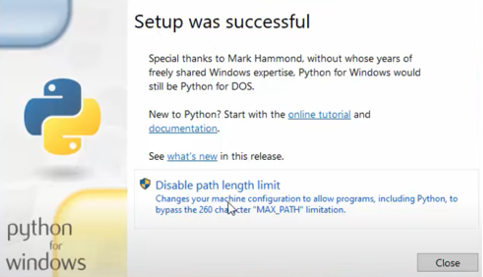 Setup was successful
Special thanks to Mark Hammond, without whose years of
freely shared Windows expertise, Python for Windows would
still be Python for DOS.
New to Python? Start with the online tutorial and
documentation.
See what's new in this release.
Disable path length limit
Changes your machine configuration to allow programs, including Python, to
bypass the 260 character "MAX_PATH" limitation.
python
for
windows
Close